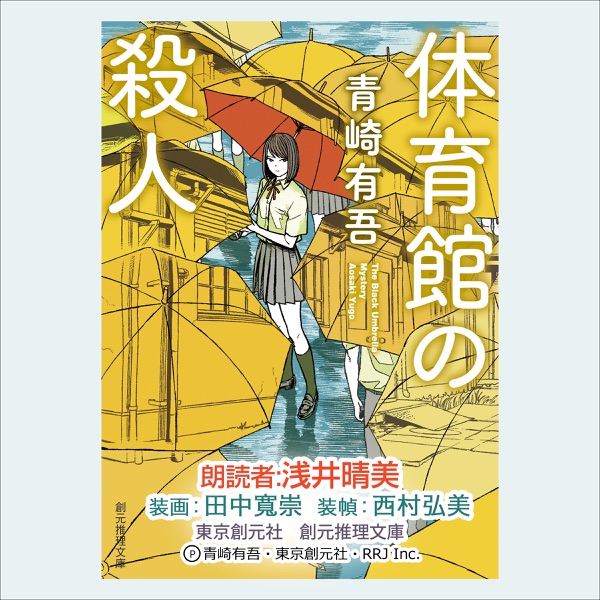 体育館の
殺人
青崎有吾
The Black Umbrella
Mystery
Aosaki Yugo
朗読者:浅井晴美
装画:田中寛崇 装幀:西村弘美
東京創元社 創元推理文庫
Ⓟ青崎有吾・東京創元社・RRJ Inc.
創元推理文庫